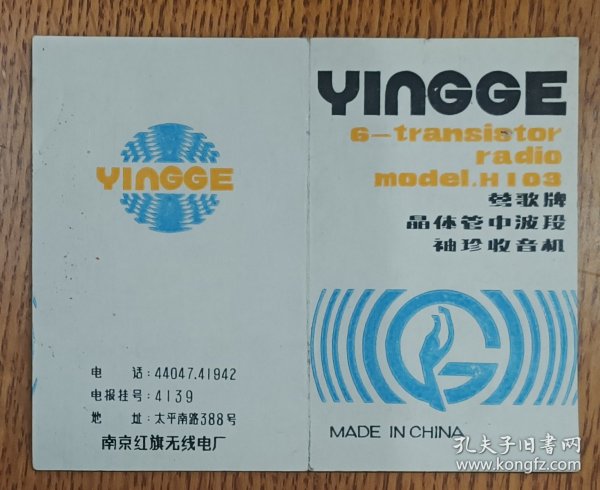 YINGGE
电 话:44047.41942
电报挂号:4139
地 址:太平南路388号
南京红旗无线电厂
YINGGE
6-transistor
radio
model.H103
莺歌牌
晶体管中波段
袖珍收音机
MADE IN CHINA
孔夫子旧书网
www.kongfz.com